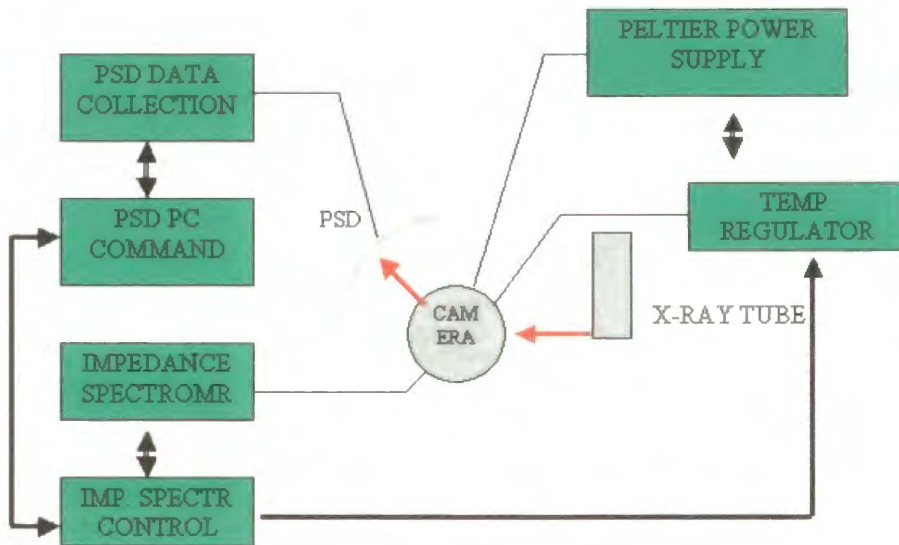 PSD DATA
COLLECTION
PELTIER POWER
SUPPLY
PSD PC
COMMAND
PSD
TEMP.
REGULATOR
CAM
ERA
X-RAY TUBE
IMPEDANCE
SPECTROMR
IMP. SPECTR
CONTROL